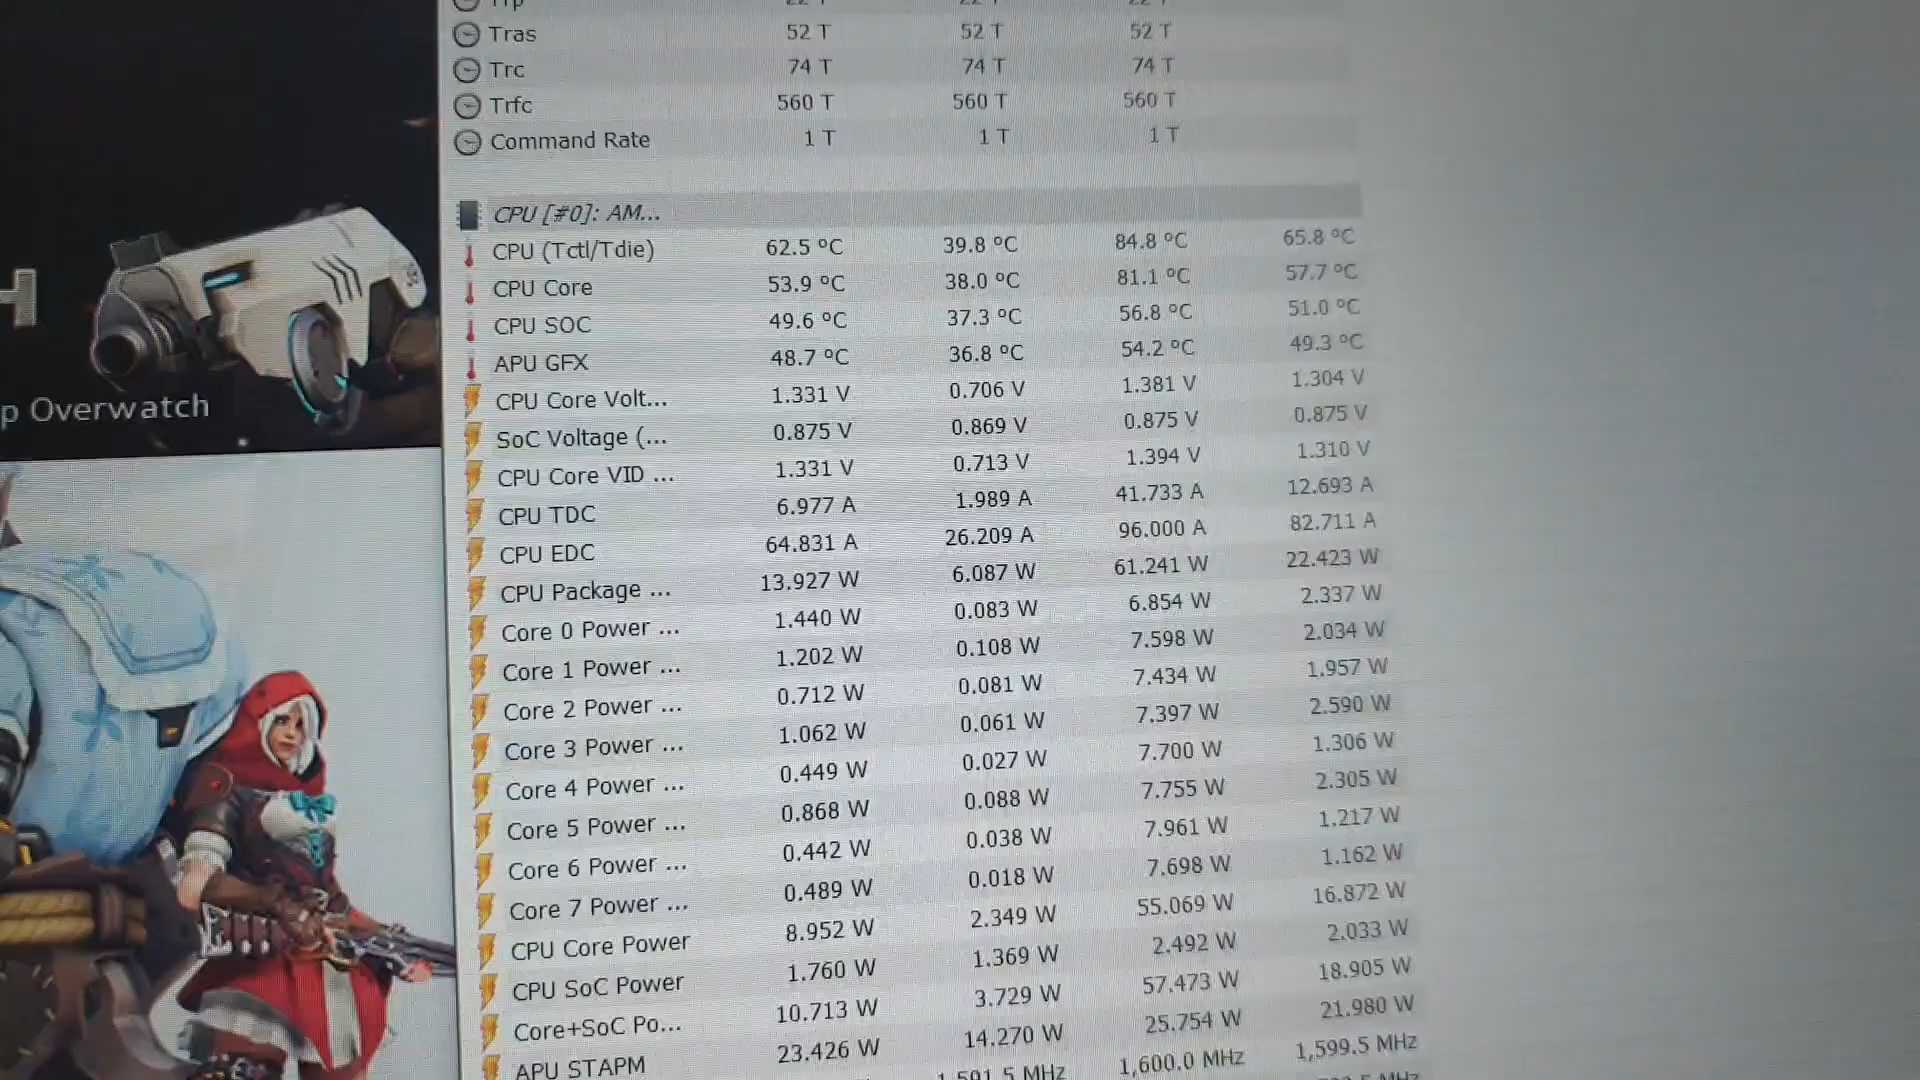 Trp 22 T 22 T 22 T
Tras 52 T 52 T 52 T
Trc 74 T 74 T 74 T
Trfc 560 T 560 T 560 T
Command Rate 1 T 1 T 1 T
CPU [#0]: AM...
CPU (Tctl/Tdie) 62.5 °C 39.8 °C 84.8 °C 65.8 °C
CPU Core 53.9 °C 38.0 °C 81.1 °C 57.7 °C
CPU SOC 49.6 °C 37.3 °C 56.8 °C 51.0 °C
APU GFX 48.7 °C 36.8 °C 54.2 °C 49.3 °C
CPU Core Volt... 1.331 V 0.706 V 1.381 V 1.304 V
SoC Voltage (... 0.875 V 0.869 V 0.875 V 0.875 V
CPU Core VID ... 1.331 V 0.713 V 1.394 V 1.310 V
CPU TDC 6.977 A 1.989 A 41.733 A 12.693 A
CPU EDC 64.831 A 26.209 A 96.000 A 82.711 A
CPU Package ... 13.927 W 6.087 W 61.241 W 22.423 W
Core 0 Power ... 1.440 W 0.083 W 6.854 W 2.337 W
Core 1 Power ... 1.202 W 0.108 W 7.598 W 2.034 W
Core 2 Power ... 0.712 W 0.081 W 7.434 W 1.957 W
Core 3 Power ... 1.062 W 0.061 W 7.397 W 2.590 W
Core 4 Power ... 0.449 W 0.027 W 7.700 W 1.306 W
Core 5 Power ... 0.868 W 0.088 W 7.755 W 2.305 W
Core 6 Power ... 0.442 W 0.038 W 7.961 W 1.217 W
Core 7 Power ... 0.489 W 0.018 W 7.698 W 1.162 W
CPU Core Power 8.952 W 2.349 W 55.069 W 16.872 W
CPU SoC Power 1.760 W 1.369 W 2.492 W 2.033 W
Core+SoC Po... 10.713 W 3.729 W 57.473 W 18.905 W
APU STAPM 23.426 W 14.270 W 25.754 W 21.980 W
1,591.5 MHz 1,600.0 MHz 1,599.5 MHz
H
p Overwatch